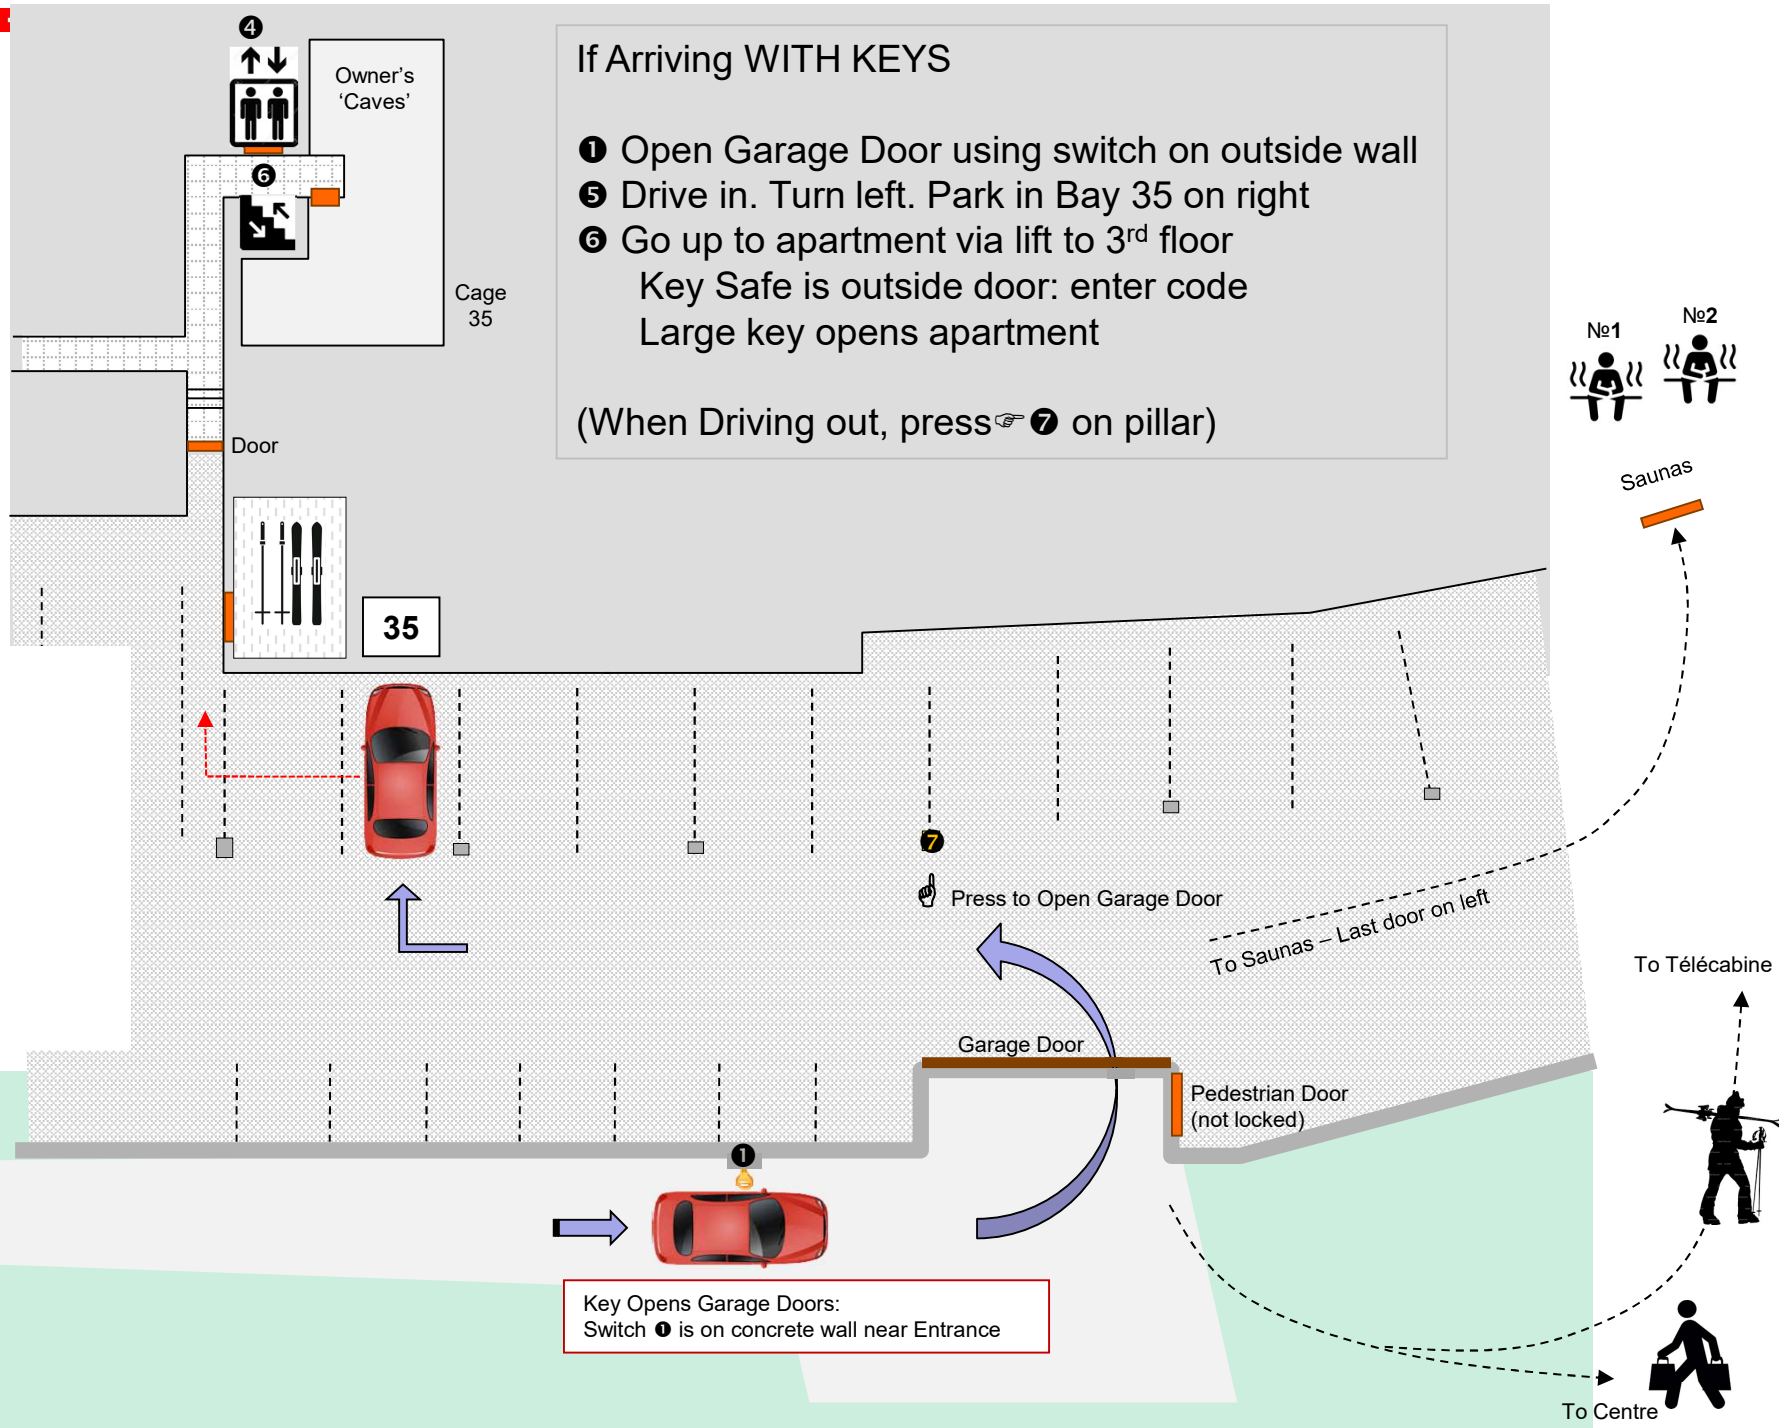 ❹
Owner's
'Caves'
If Arriving WITH KEYS
❶ Open Garage Door using switch on outside wall
❺ Drive in. Turn left. Park in Bay 35 on right
❻ Go up to apartment via lift to 3rd floor
Key Safe is outside door: enter code
Large key opens apartment
(When Driving out, press☞❼ on pillar)
❻
Cage
35
Door
35
№1
№2
Saunas
❼
Press to Open Garage Door
To Saunas – Last door on left
To Télécabine
Garage Door
Pedestrian Door
(not locked)
❶
Key Opens Garage Doors:
Switch ❶ is on concrete wall near Entrance
To Centre